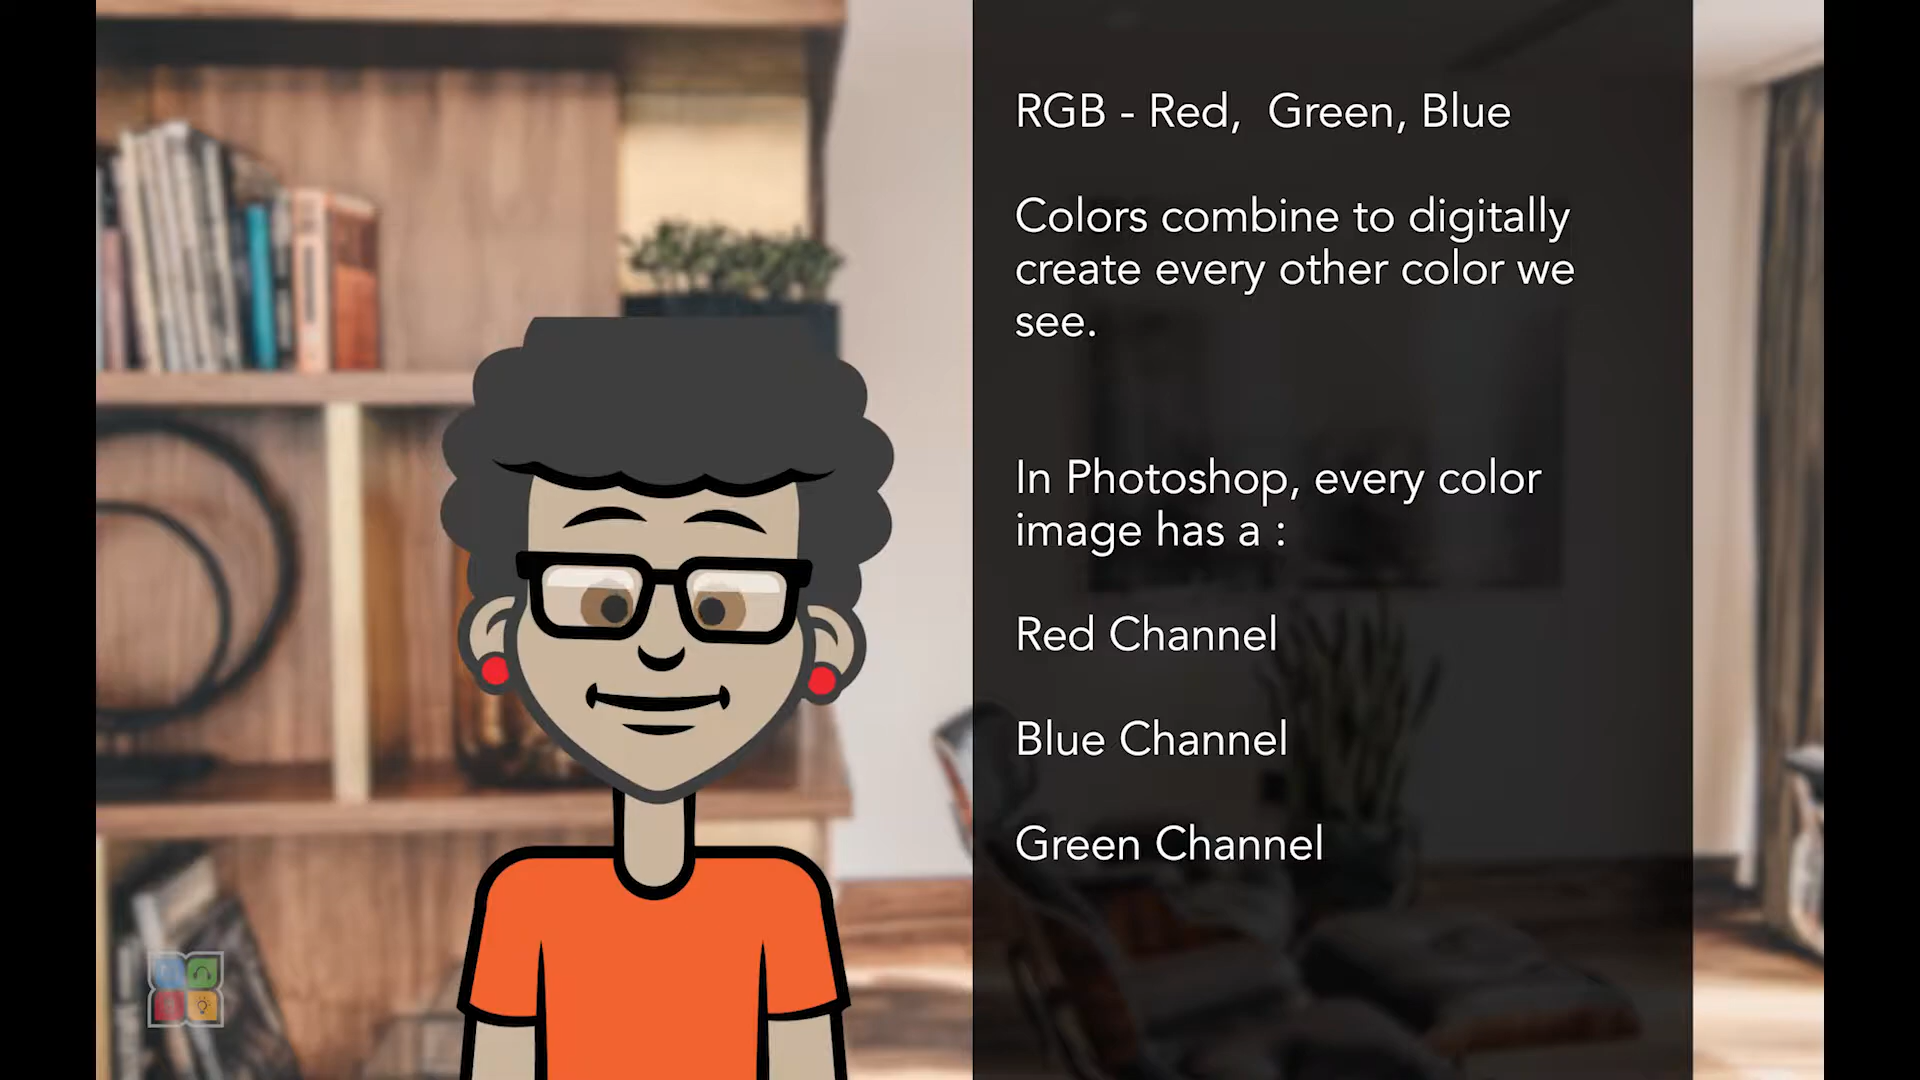 RGB - Red, Green, Blue
Colors combine to digitally
create every other color we
see.
In Photoshop, every color
image has a :
Red Channel
Blue Channel
Green Channel